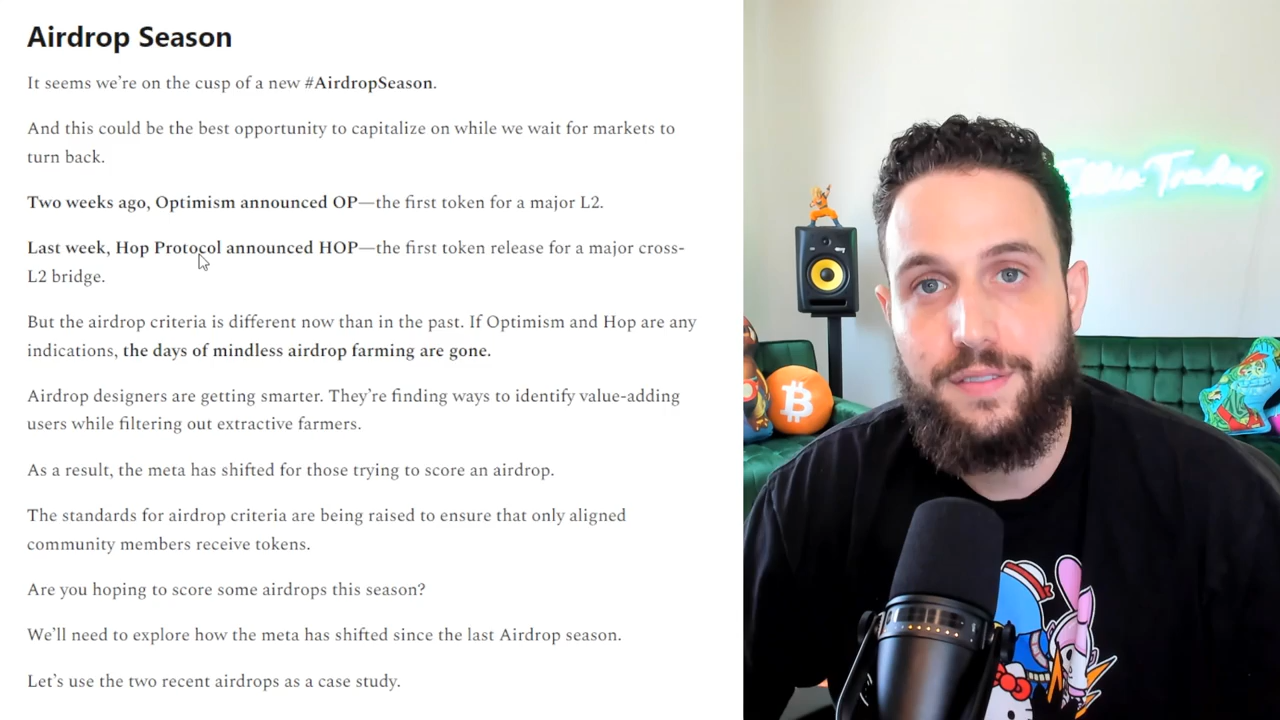 Airdrop Season
It seems we’re on the cusp of a new #AirdropSeason.
And this could be the best opportunity to capitalize on while we wait for markets to
turn back.
Two weeks ago, Optimism announced OP—the first token for a major L2.
Last week, Hop Protocol announced HOP—the first token release for a major cross-
L2 bridge.
But the airdrop criteria is different now than in the past. If Optimism and Hop are any
indications, the days of mindless airdrop farming are gone.
Airdrop designers are getting smarter. They’re finding ways to identify value-adding
users while filtering out extractive farmers.
As a result, the meta has shifted for those trying to score an airdrop.
The standards for airdrop criteria are being raised to ensure that only aligned
community members receive tokens.
Are you hoping to score some airdrops this season?
We’ll need to explore how the meta has shifted since the last Airdrop season.
Let’s use the two recent airdrops as a case study.
Ellio Trades